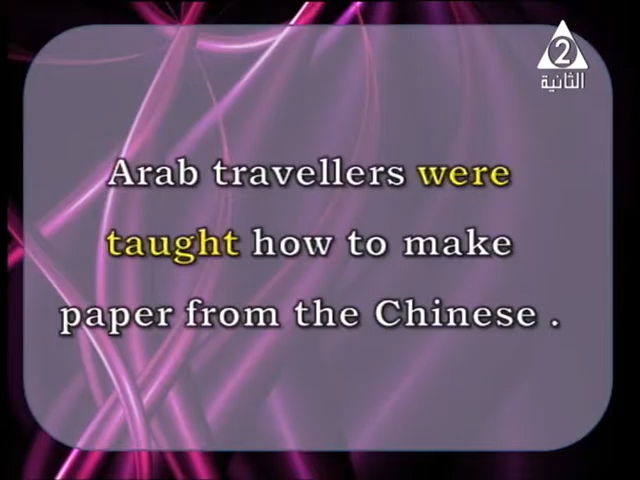 2
الثانية
Arab travellers were
taught how to make
paper from the Chinese .